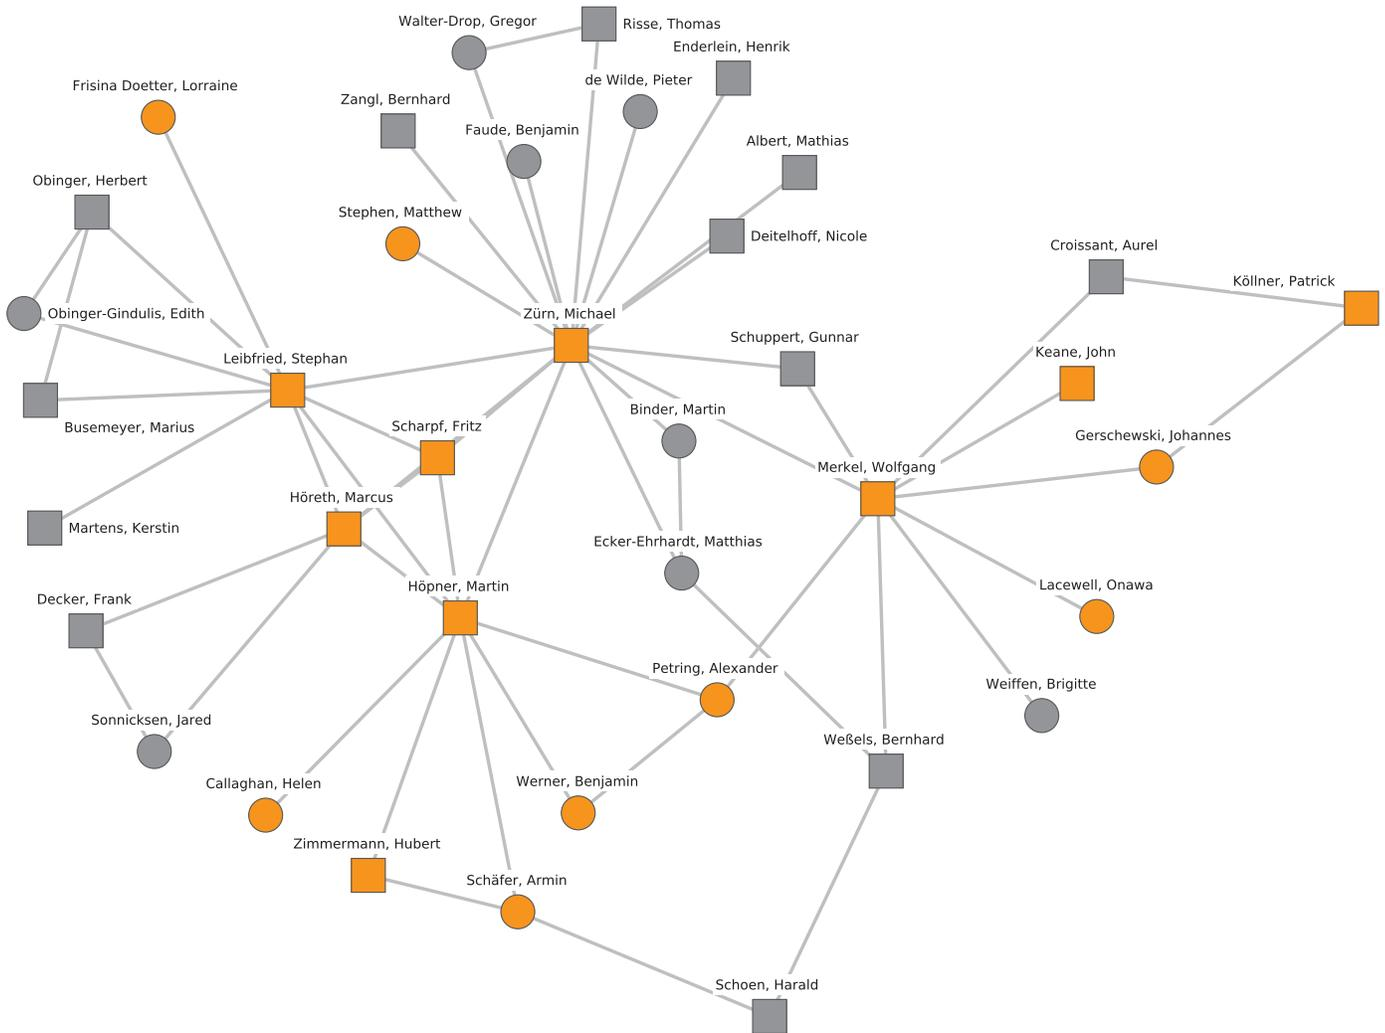 Walter-Drop, Gregor
Risse, Thomas
Enderlein, Henrik
de Wilde, Pieter
Frisina Doetter, Lorraine
Zangl, Bernhard
Faude, Benjamin
Albert, Mathias
Obinger, Herbert
Stephen, Matthew
Deitelhoff, Nicole
Croissant, Aurel
Köllner, Patrick
Obinger-Gindulis, Edith
Zürn, Michael
Schuppert, Gunnar
Keane, John
Leibfried, Stephan
Binder, Martin
Busemeyer, Marius
Scharpf, Fritz
Gerschewski, Johannes
Merkel, Wolfgang
Höreth, Marcus
Martens, Kerstin
Ecker-Ehrhardt, Matthias
Höpner, Martin
Lacewell, Onawa
Decker, Frank
Petring, Alexander
Weiffen, Brigitte
Sonnicksen, Jared
Weßels, Bernhard
Callaghan, Helen
Werner, Benjamin
Zimmermann, Hubert
Schäfer, Armin
Schoen, Harald